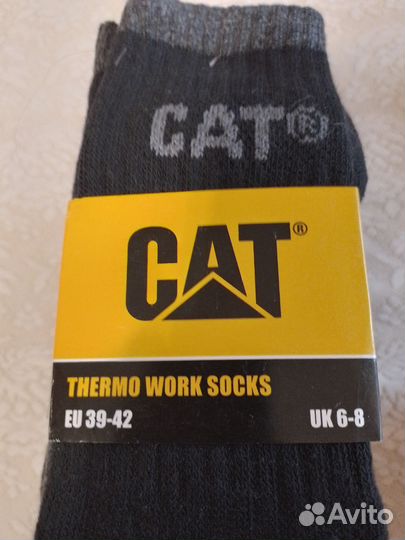 CAT®
CAT®
THERMO WORK SOCKS
EU 39-42 UK 6-8
Avito